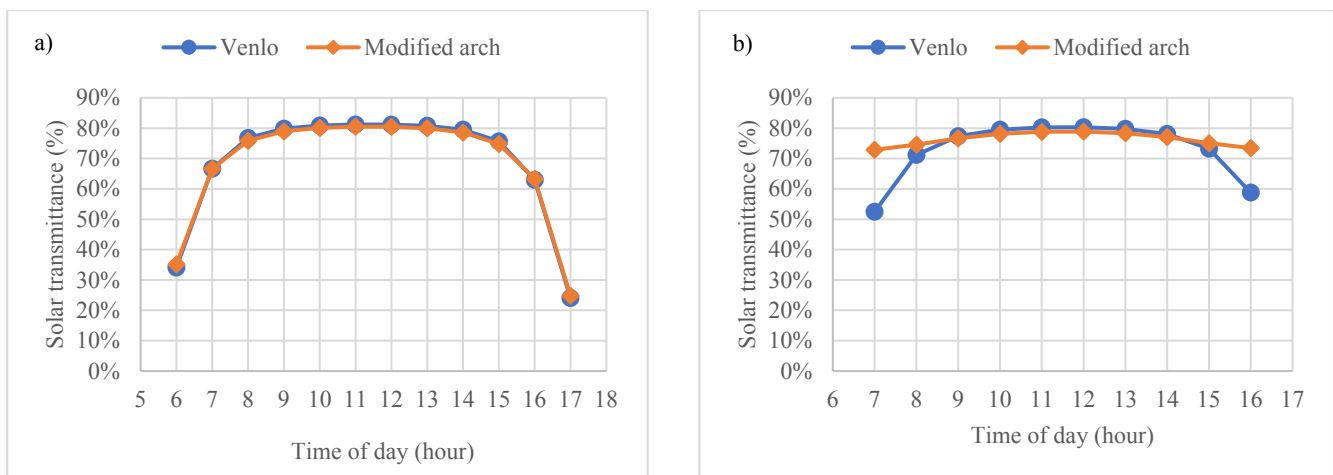 a)
Venlo
Modified arch
90%
80%
70%
60%
50%
40%
30%
20%
10%
0%
Solar transmittance (%)
5 6 7 8 9 10 11 12 13 14 15 16 17 18
Time of day (hour)
b)
Venlo
Modified arch
90%
80%
70%
60%
50%
40%
30%
20%
10%
0%
Solar transmittance (%)
6 7 8 9 10 11 12 13 14 15 16 17
Time of day (hour)